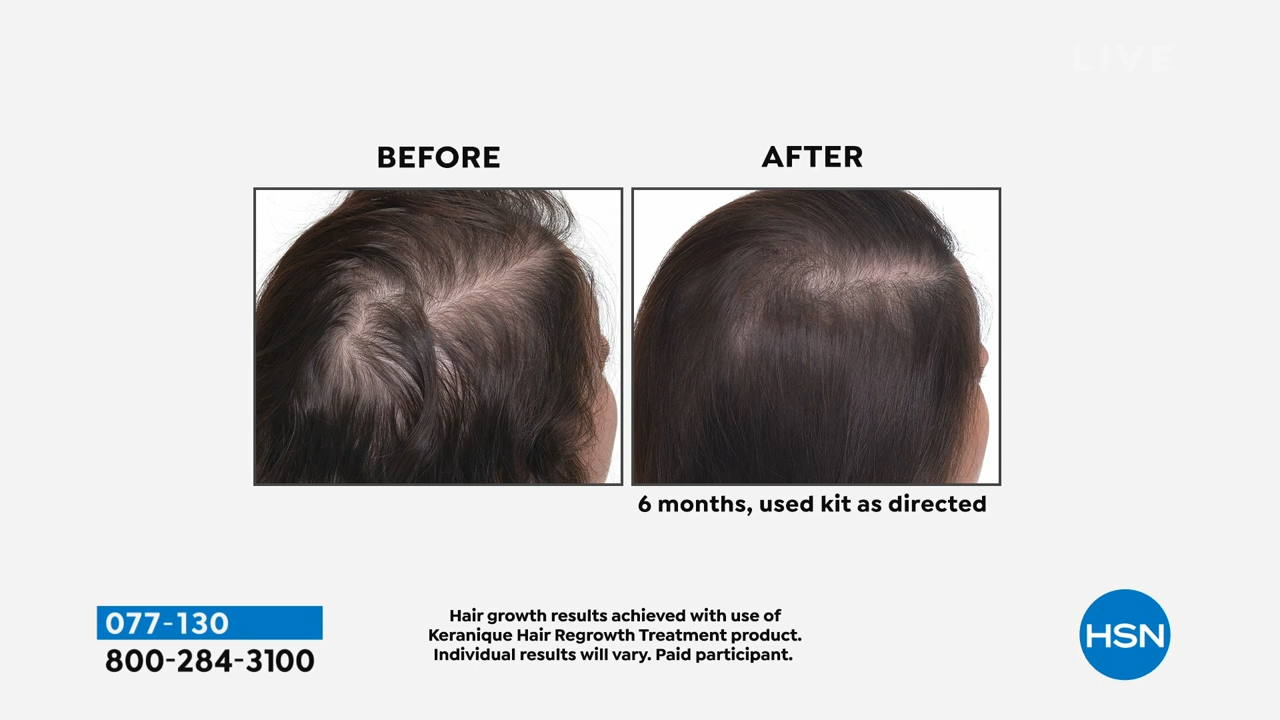 LIVE
BEFORE
AFTER
6 months, used kit as directed
077-130
800-284-3100
Hair growth results achieved with use of
Keranique Hair Regrowth Treatment product.
Individual results will vary. Paid participant.
HSN